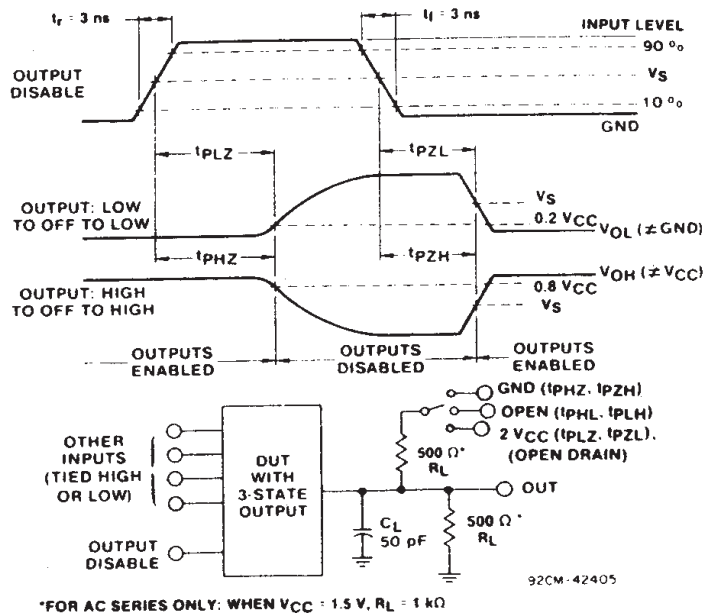 tr = 3 ns
tf = 3 ns
INPUT LEVEL
90 %
OUTPUT
DISABLE
VS
10 %
GND
tPLZ
tPZL
OUTPUT: LOW
TO OFF TO LOW
VS
0.2 VCC
VOL (≠ GND)
tPHZ
tPZH
OUTPUT: HIGH
TO OFF TO HIGH
VOH (≠ VCC)
0.8 VCC
VS
OUTPUTS
ENABLED
OUTPUTS
DISABLED
OUTPUTS
ENABLED
GND (tPHZ, tPZH)
OPEN (tPHL, tPLH)
2 VCC (tPLZ, tPZL),
(OPEN DRAIN)
OTHER
INPUTS
(TIED HIGH
OR LOW)
DUT
WITH
3-STATE
OUTPUT
500 Ω*
RL
OUT
CL
50 pF
500 Ω*
RL
OUTPUT
DISABLE
92CM-42405
*FOR AC SERIES ONLY: WHEN VCC = 1.5 V, RL = 1 kΩ